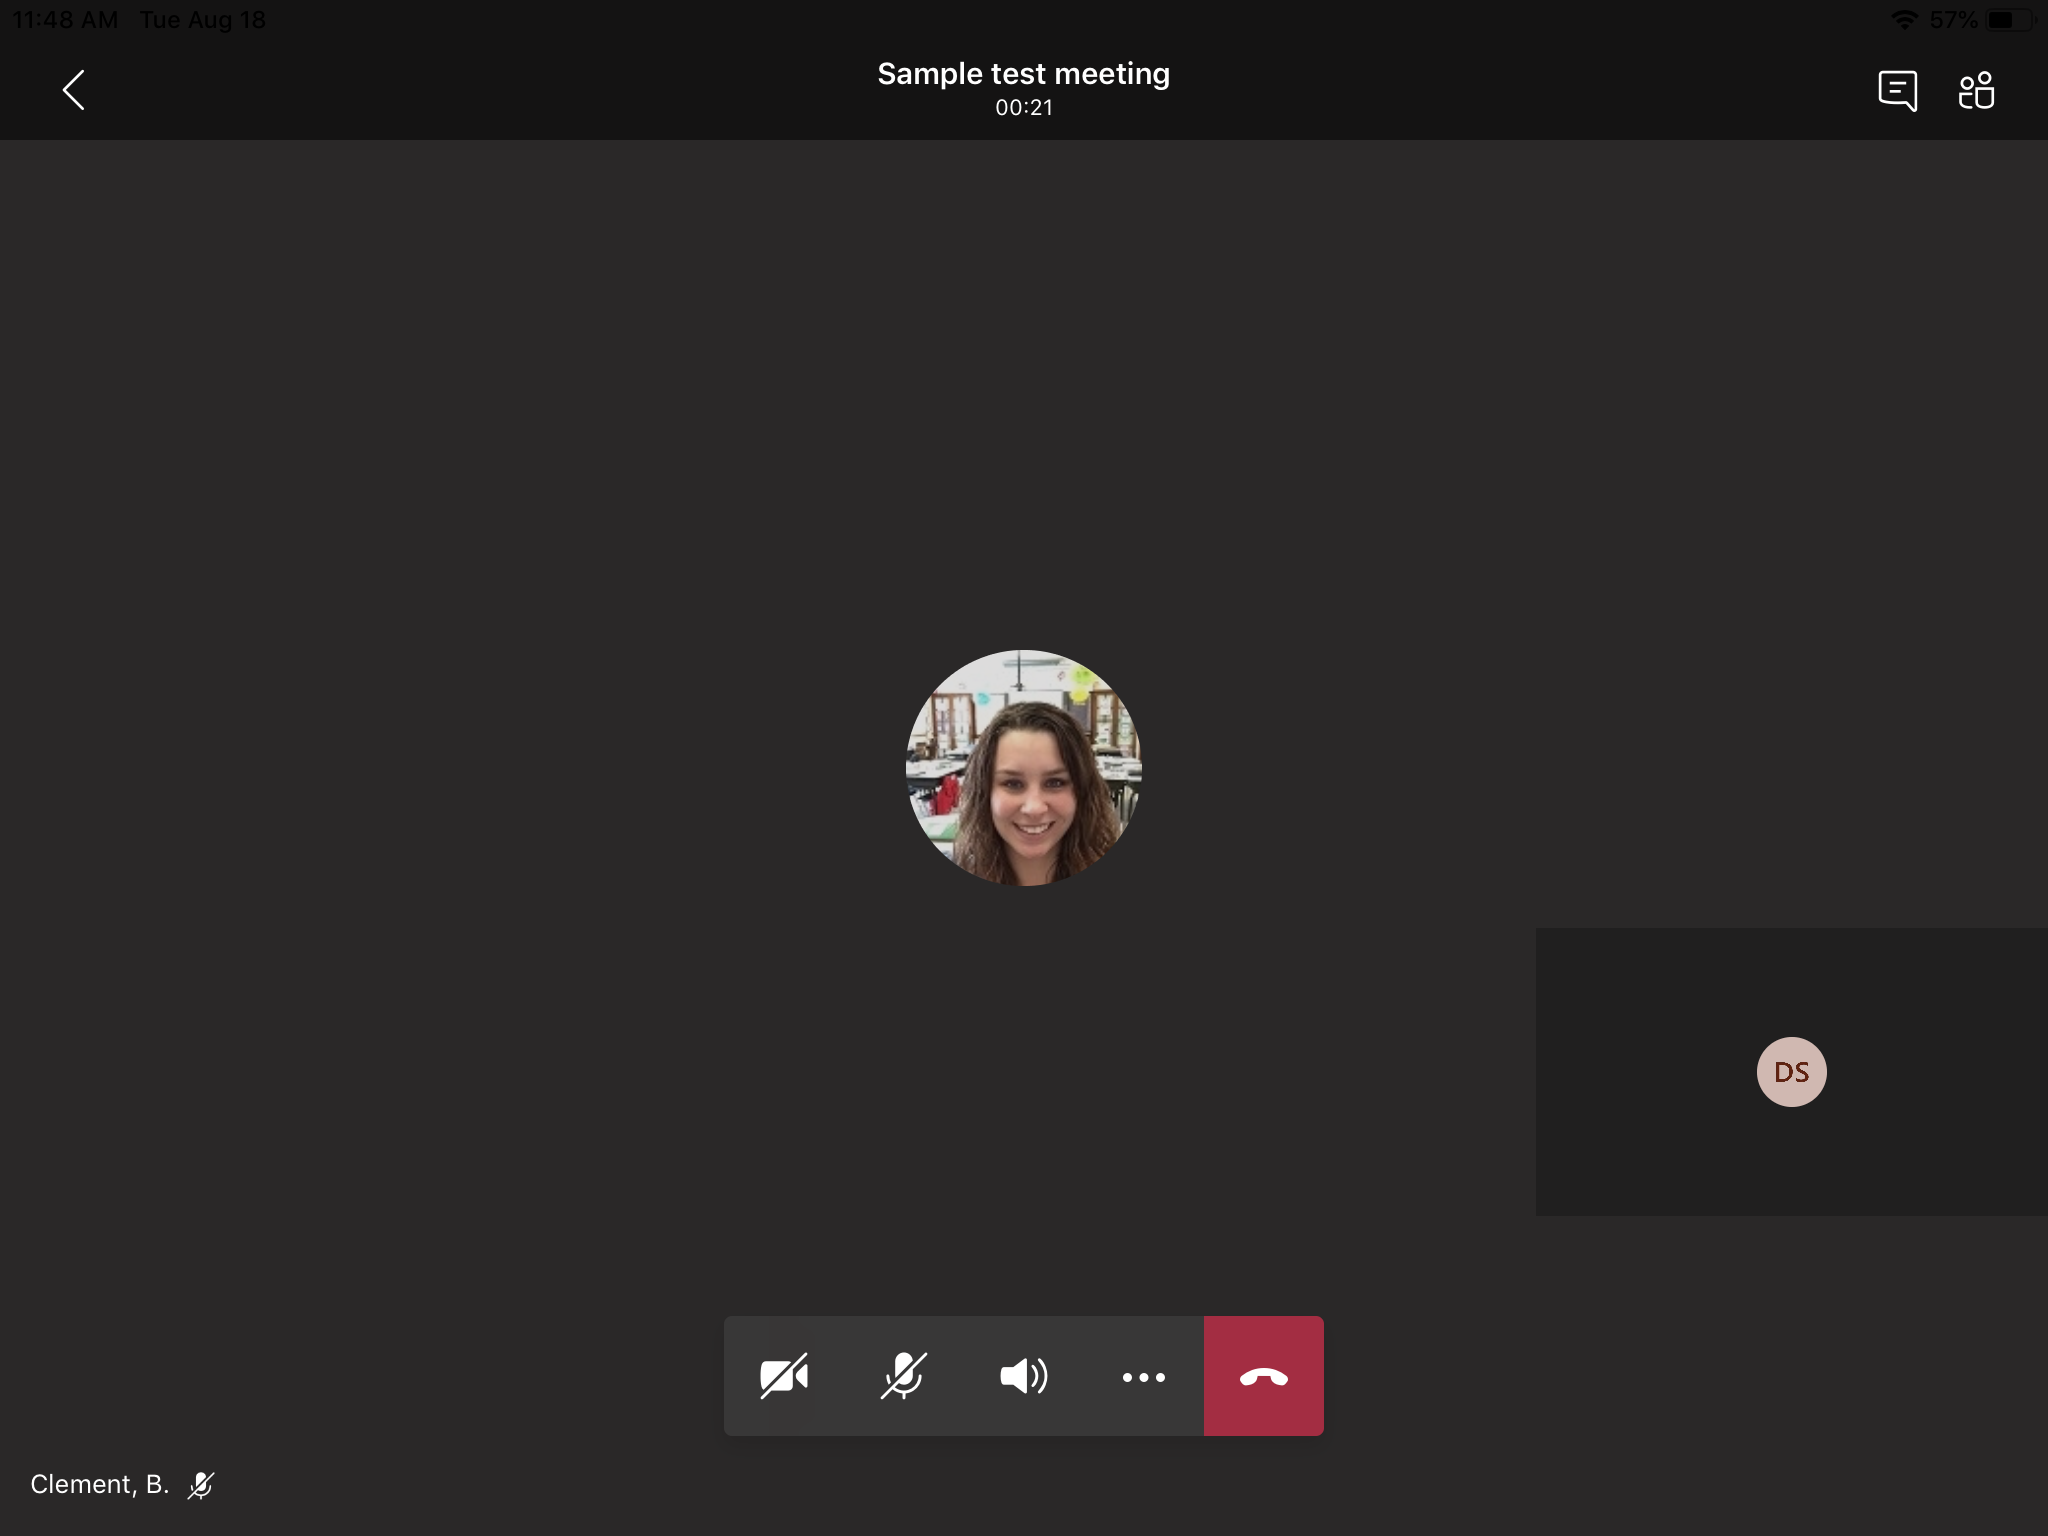 11:48 AM Tue Aug 18
57%
Sample test meeting
00:21
DS
Clement, B.